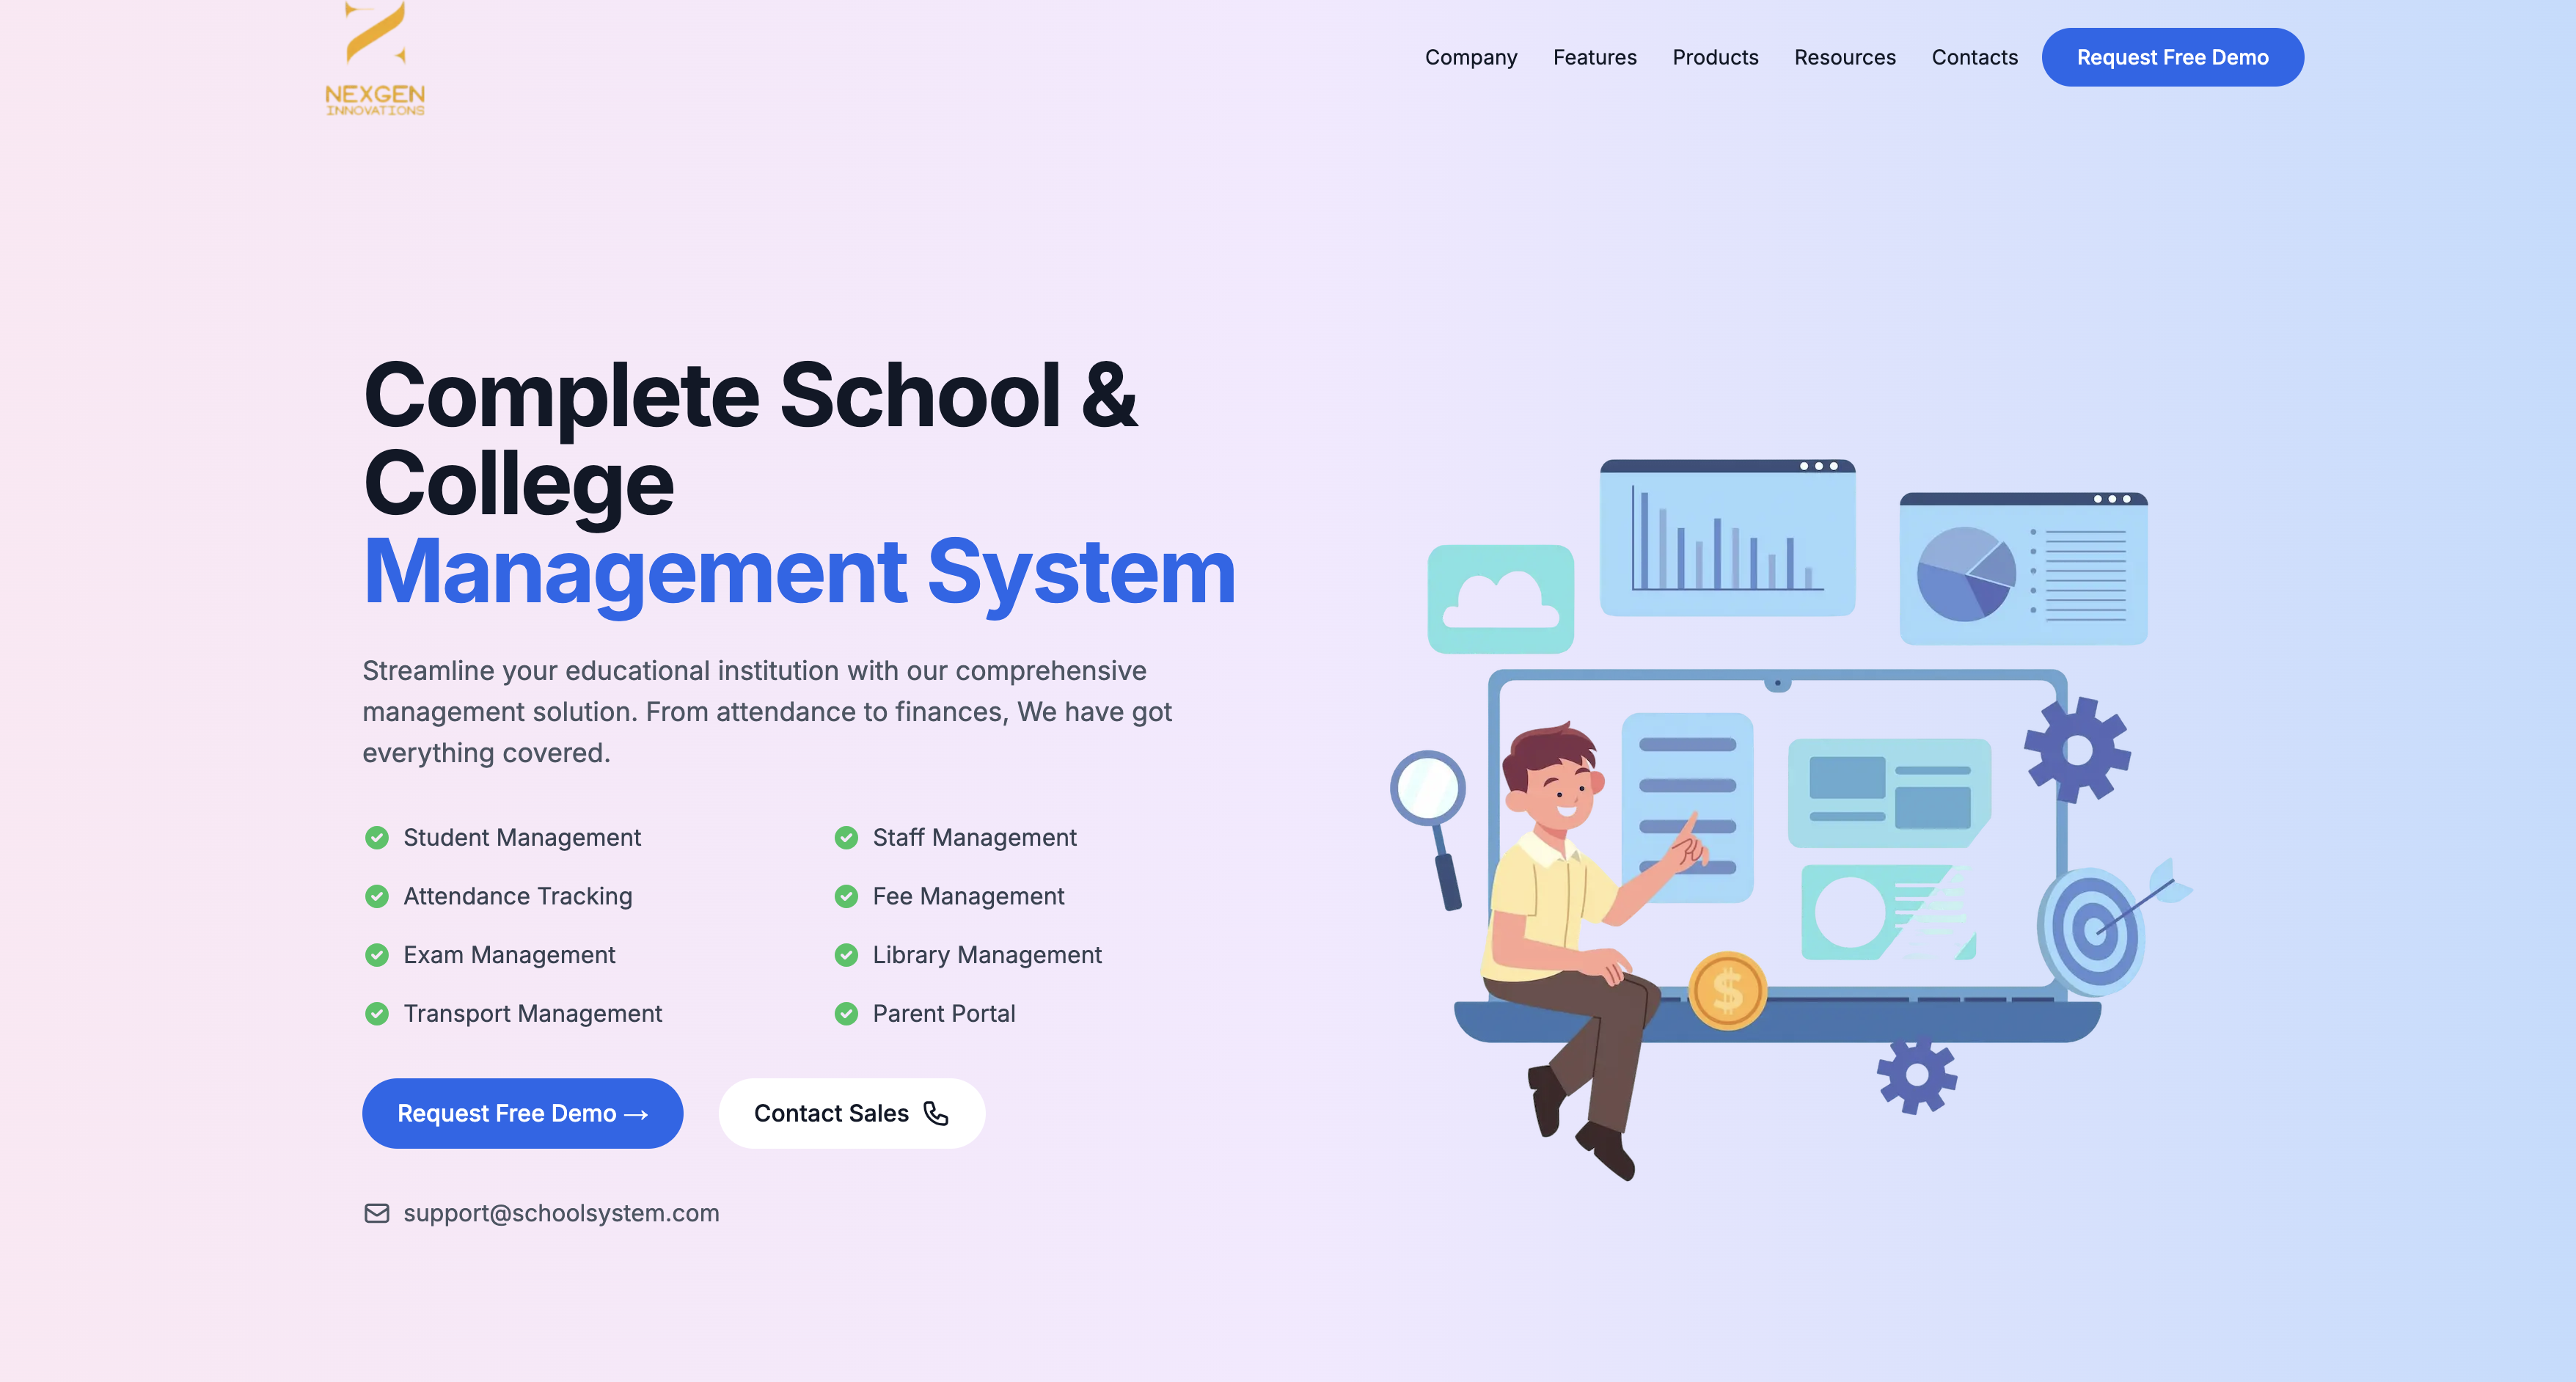 NEXGEN
INNOVATIONS
Company Features Products Resources Contacts Request Free Demo
Complete School &
College
Management System
Streamline your educational institution with our comprehensive
management solution. From attendance to finances, We have got
everything covered.
Student Management
Staff Management
Attendance Tracking
Fee Management
Exam Management
Library Management
Transport Management
Parent Portal
Request Free Demo →
Contact Sales
support@schoolsystem.com
$